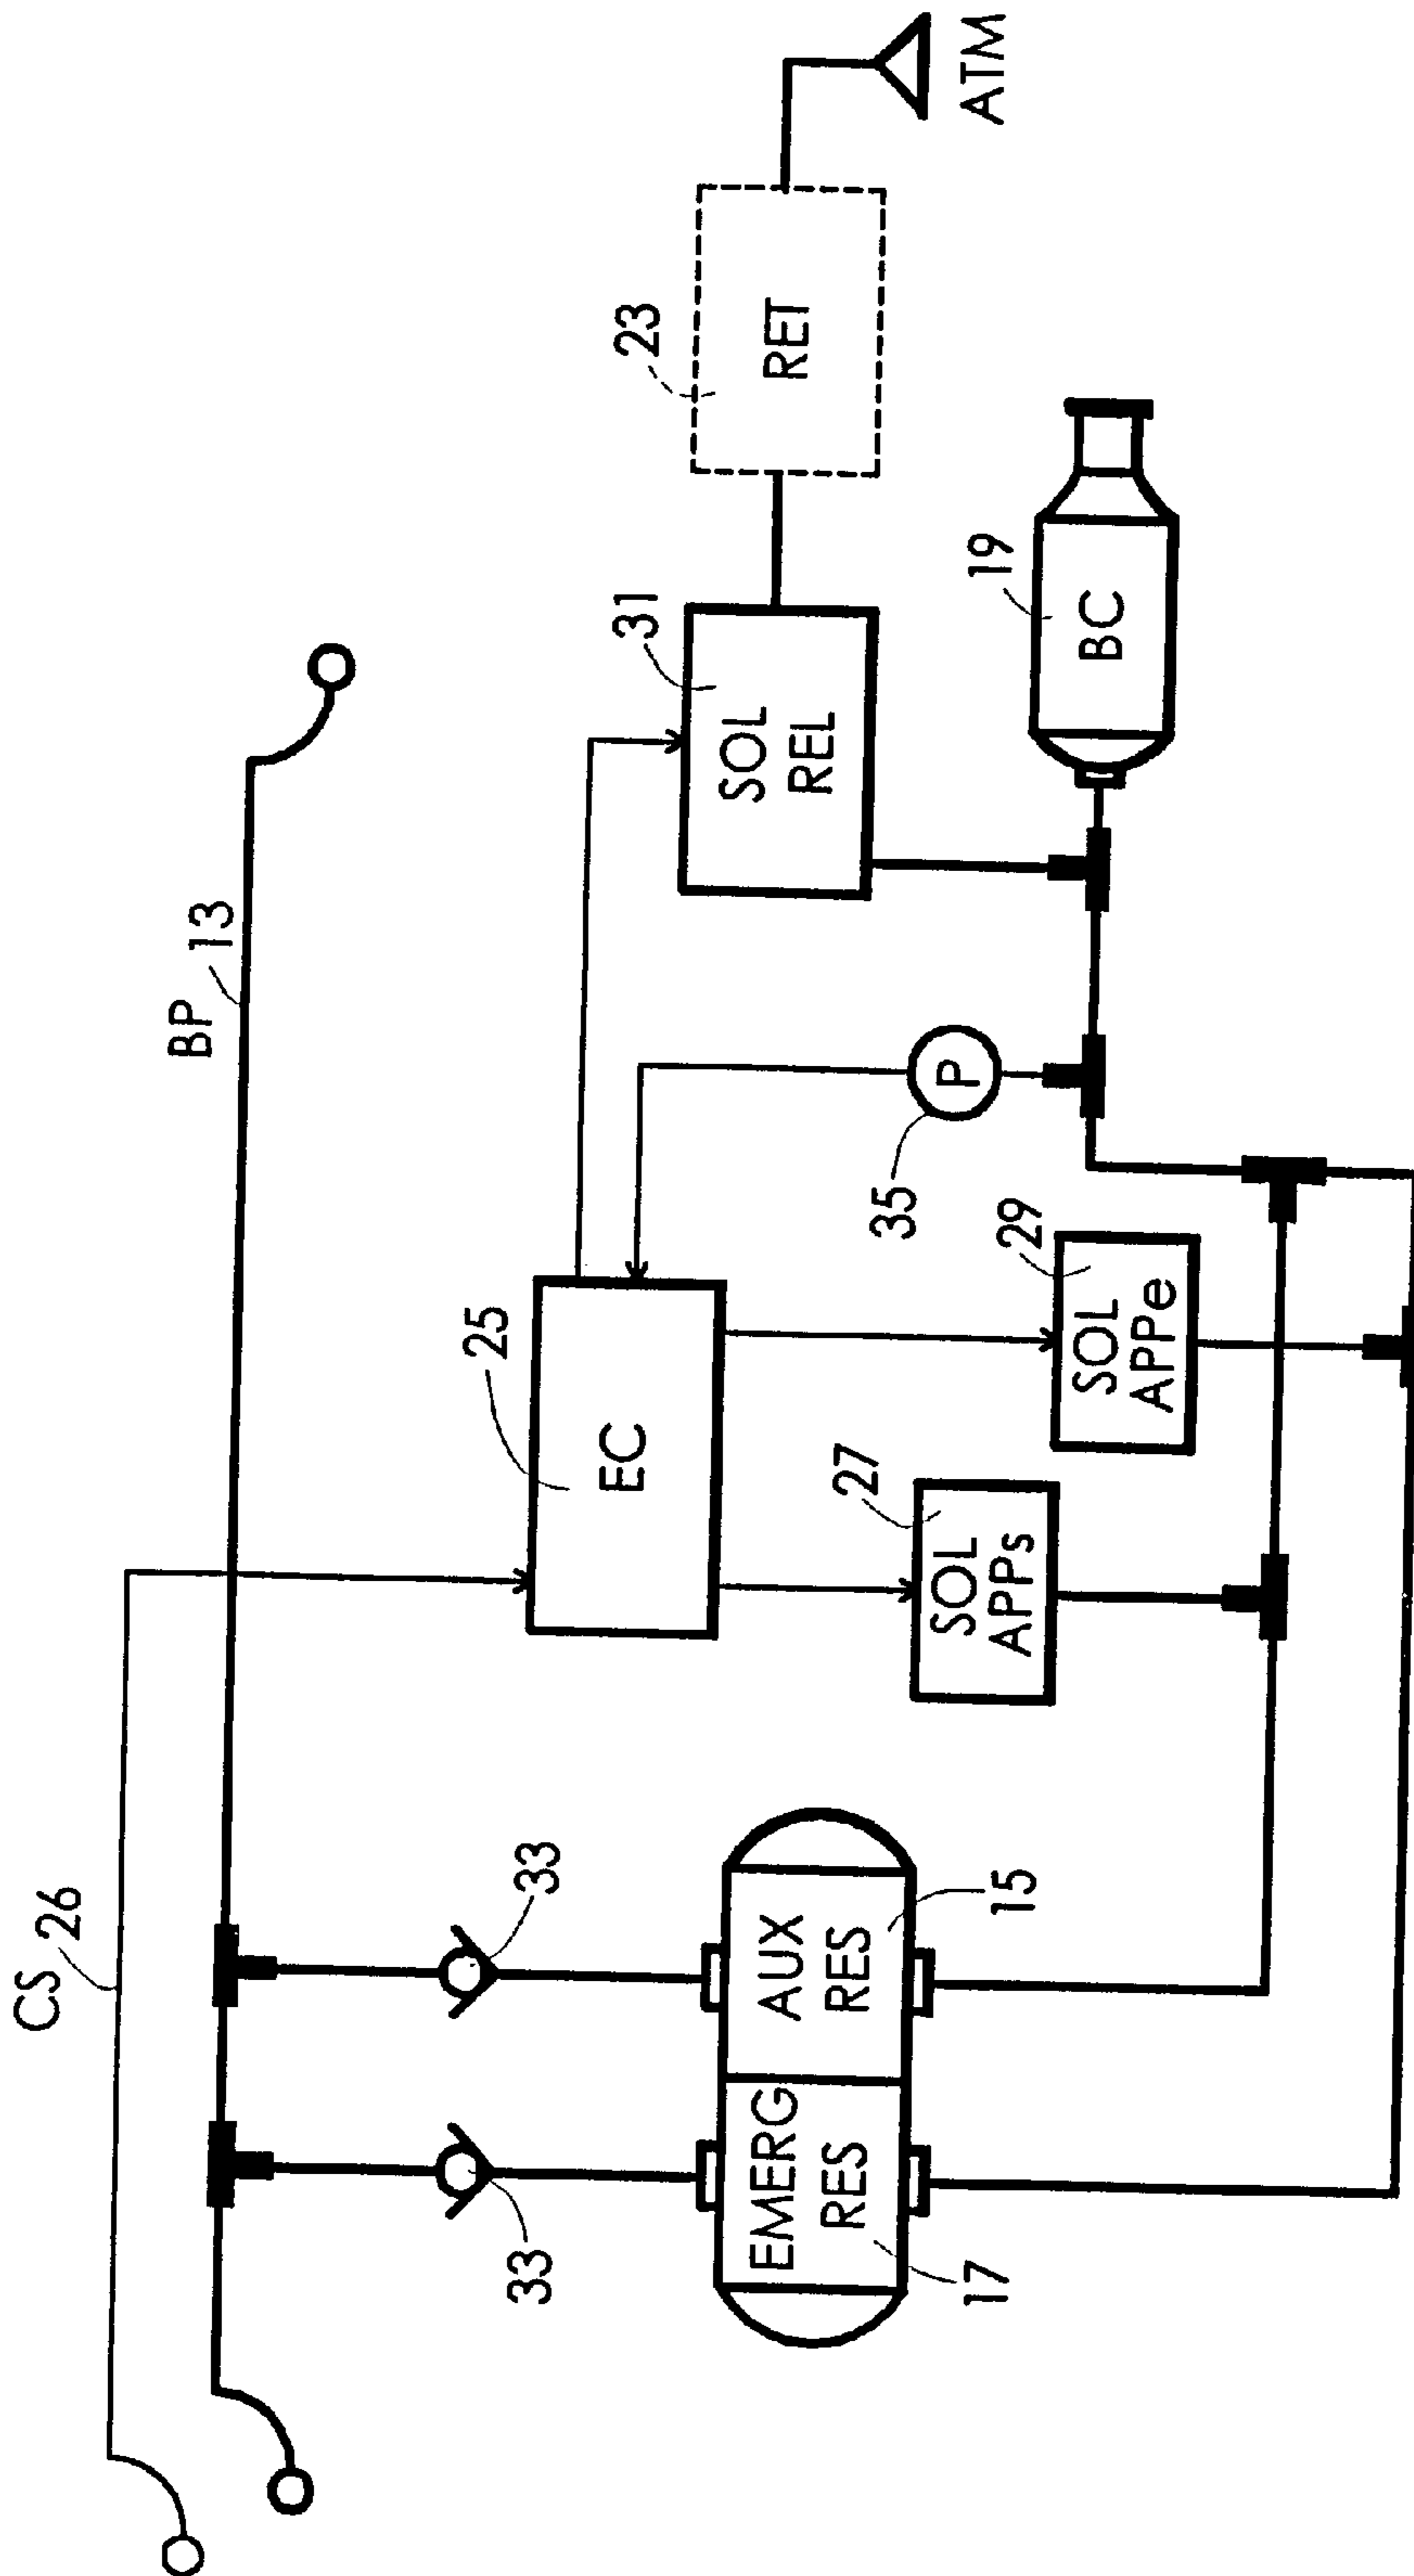 CS 26
BP 13
33
33
EMERG
RES
17
AUX
RES
15
25
EC
27
SOL
APPs
29
SOL
APPe
35
P
31
SOL
REL
19
BC
23
RET
ATM